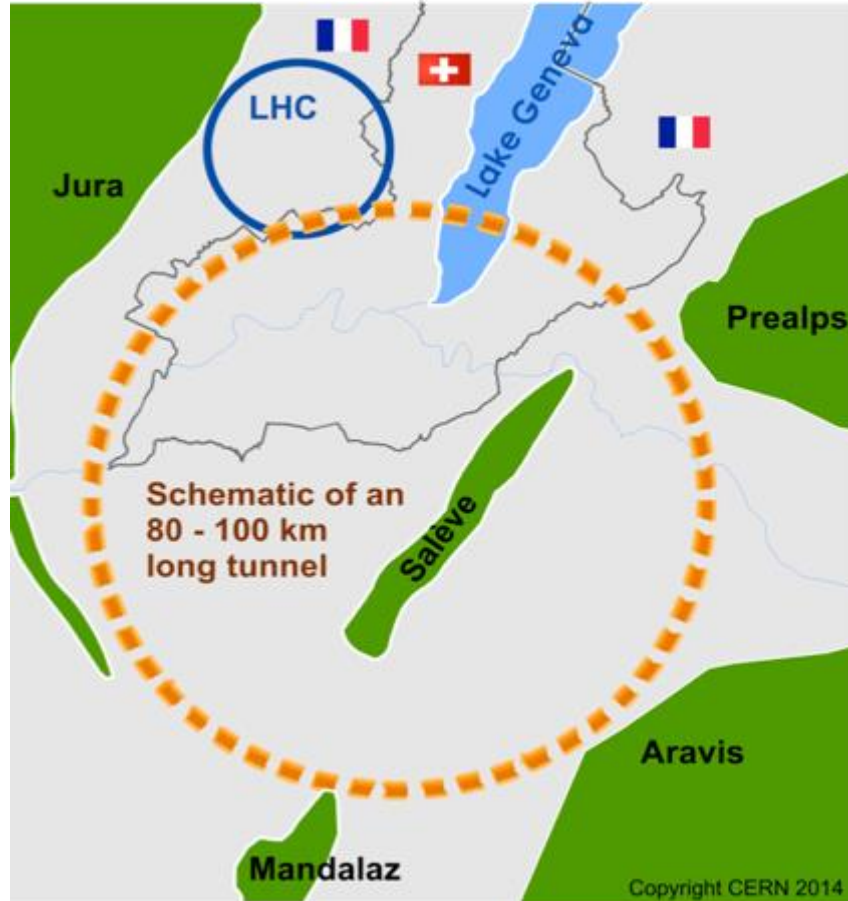 LHC
Lake Geneva
Jura
Prealps
Schematic of an
80 - 100 km
long tunnel
Salève
Aravis
Mandalaz
Copyright CERN 2014